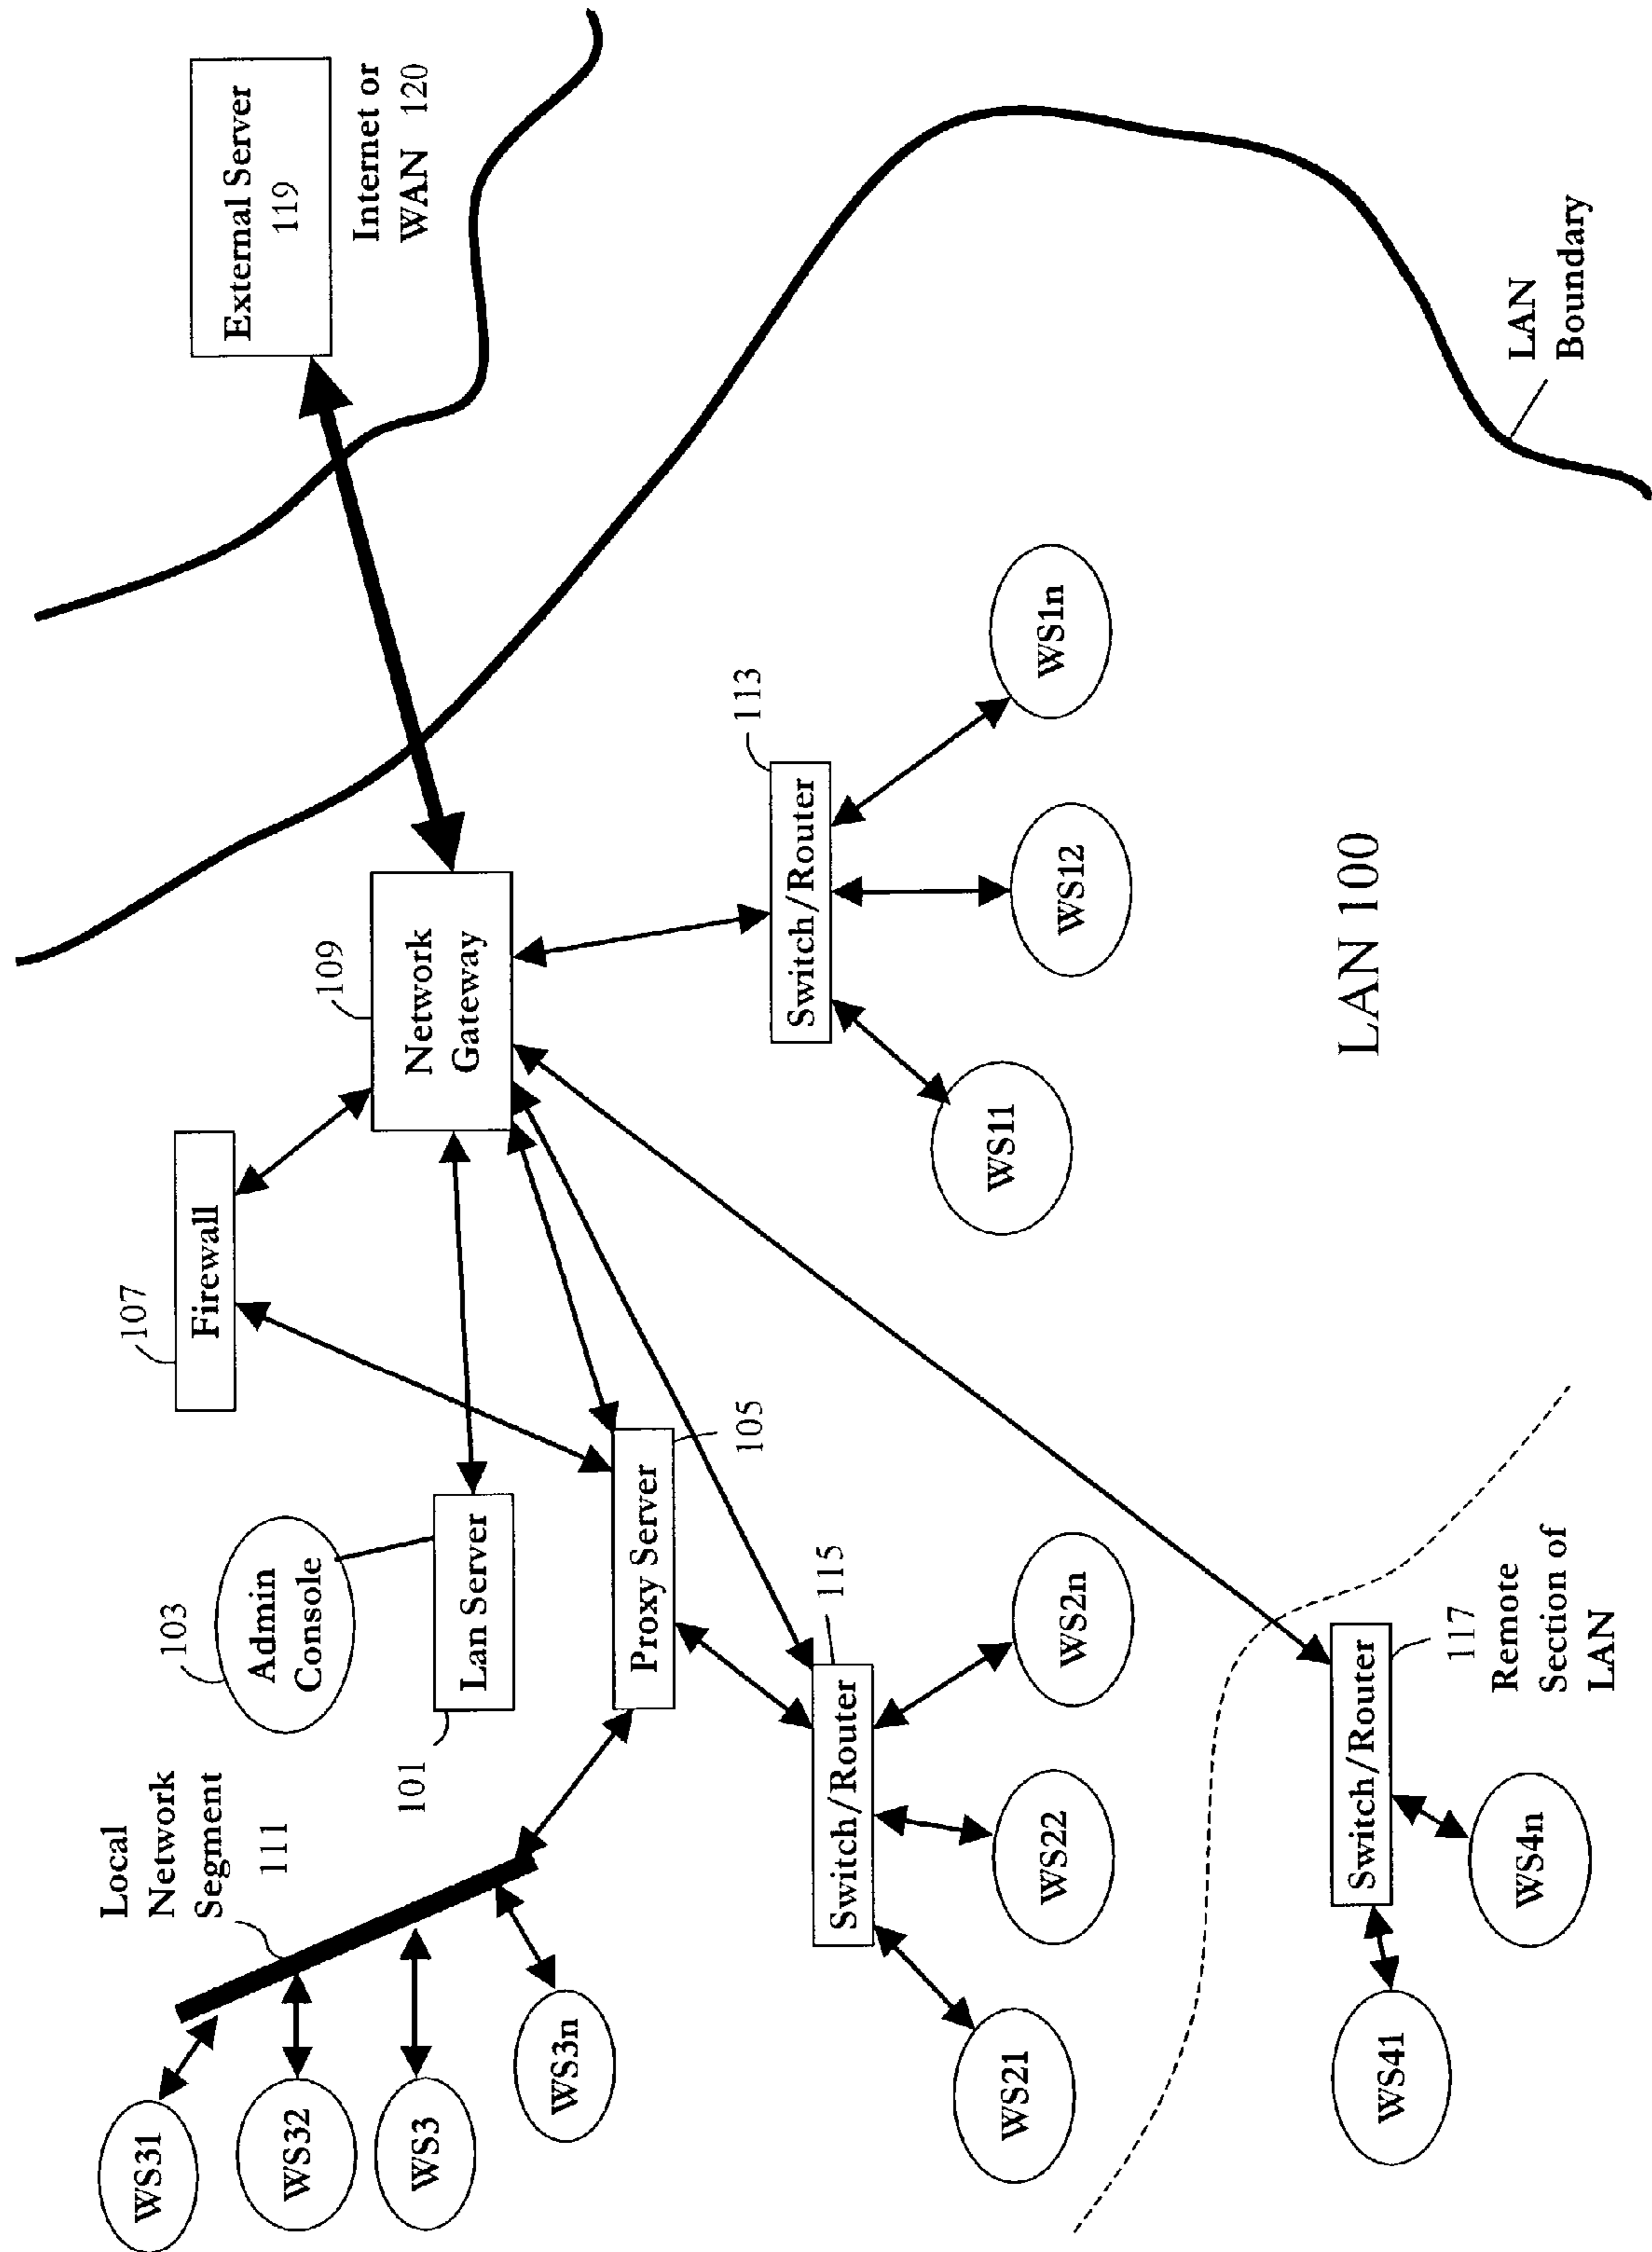 Local
Network
Segment
111
WS31
WS32
WS3
WS3n
103
Admin
Console
101
Lan Server
107
Firewall
109
Network
Gateway
External Server
119
Internet or
WAN 120
Proxy Server
105
Switch/Router
115
WS21
WS22
WS2n
Switch/Router
113
WS11
WS12
WS1n
Switch/Router
117
WS41
WS4n
Remote
Section of
LAN
LAN 100
LAN
Boundary